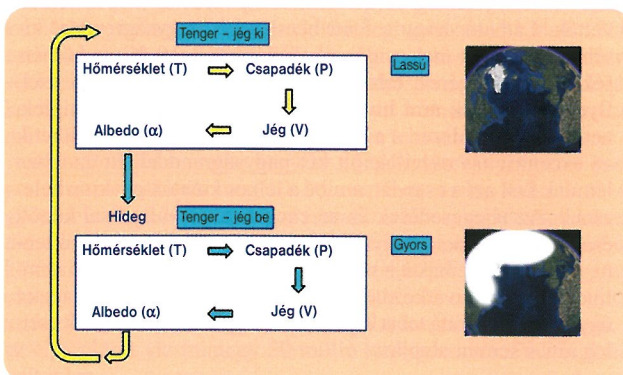 Tenger – jég ki
Hőmérséklet (T) Csapadék (P) Lassú
Albedo (α) Jég (V)
Hideg
Tenger – jég be
Hőmérséklet (T) Csapadék (P) Gyors
Albedo (α) Jég (V)